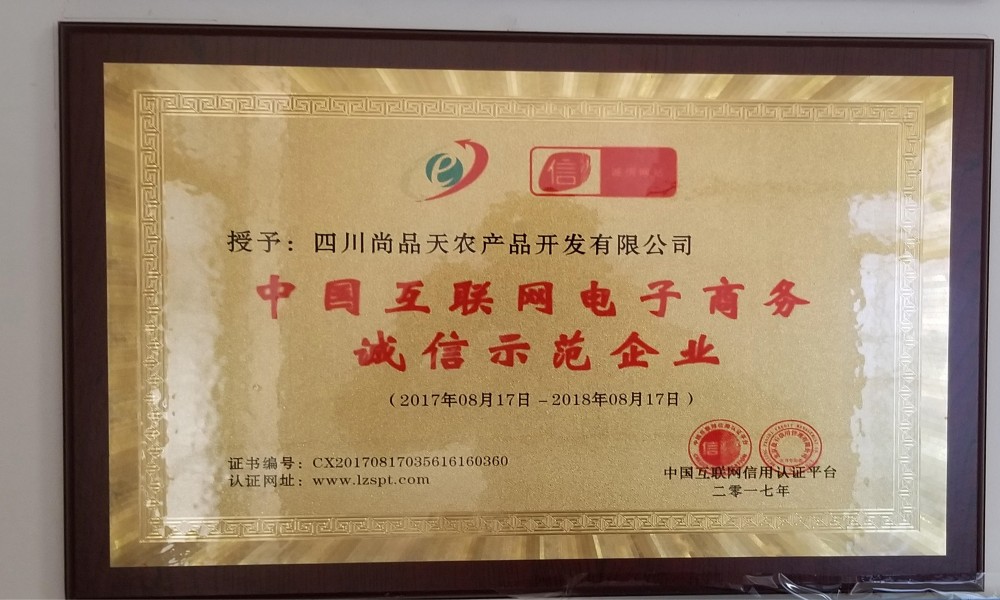 信
授予：四川尚品天农产品开发有限公司
中国互联网电子商务
诚信示范企业
（2017年08月17日－2018年08月17日）
证书编号：CX20170817035616160360
认证网址：www.lzspt.com
信
中国互联网信用认证平台
二零一七年